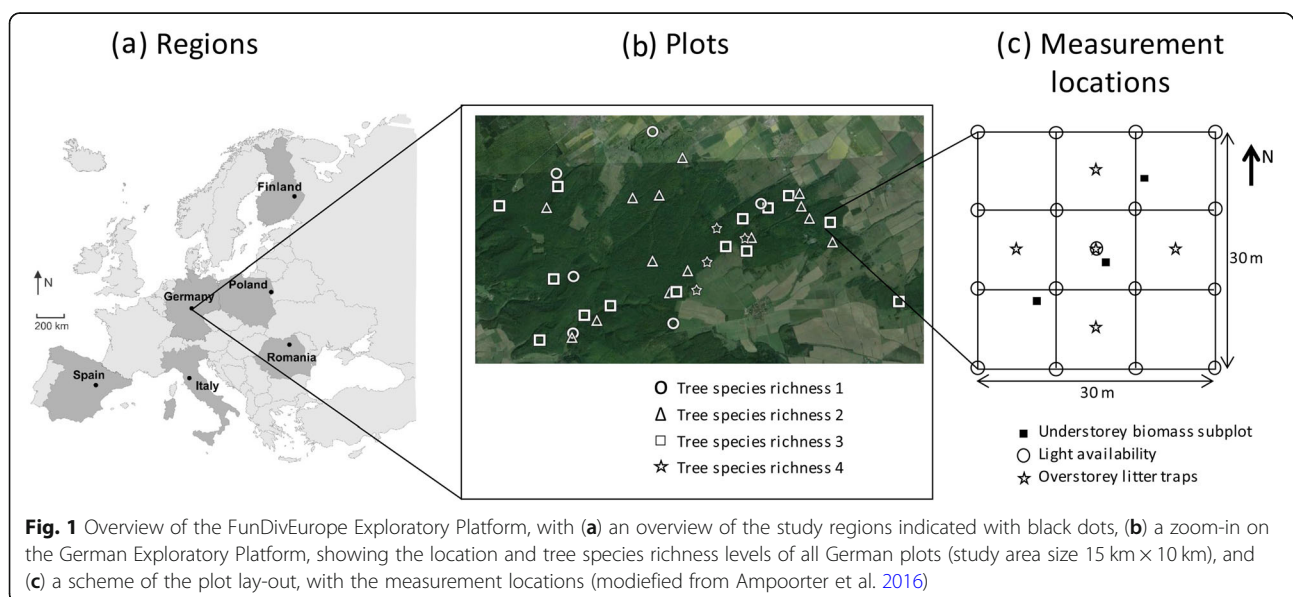 (a) Regions
(b) Plots
(c) Measurement
locations
Finland
Poland
Germany
Romania
Spain
Italy
N
200 km
Tree species richness 1
Tree species richness 2
Tree species richness 3
Tree species richness 4
N
30 m
30 m
Understorey biomass subplot
Light availability
Overstorey litter traps
Fig. 1 Overview of the FunDivEurope Exploratory Platform, with (a) an overview of the study regions indicated with black dots, (b) a zoom-in on
the German Exploratory Platform, showing the location and tree species richness levels of all German plots (study area size 15 km × 10 km), and
(c) a scheme of the plot lay-out, with the measurement locations (modiefied from Ampoorter et al. 2016)